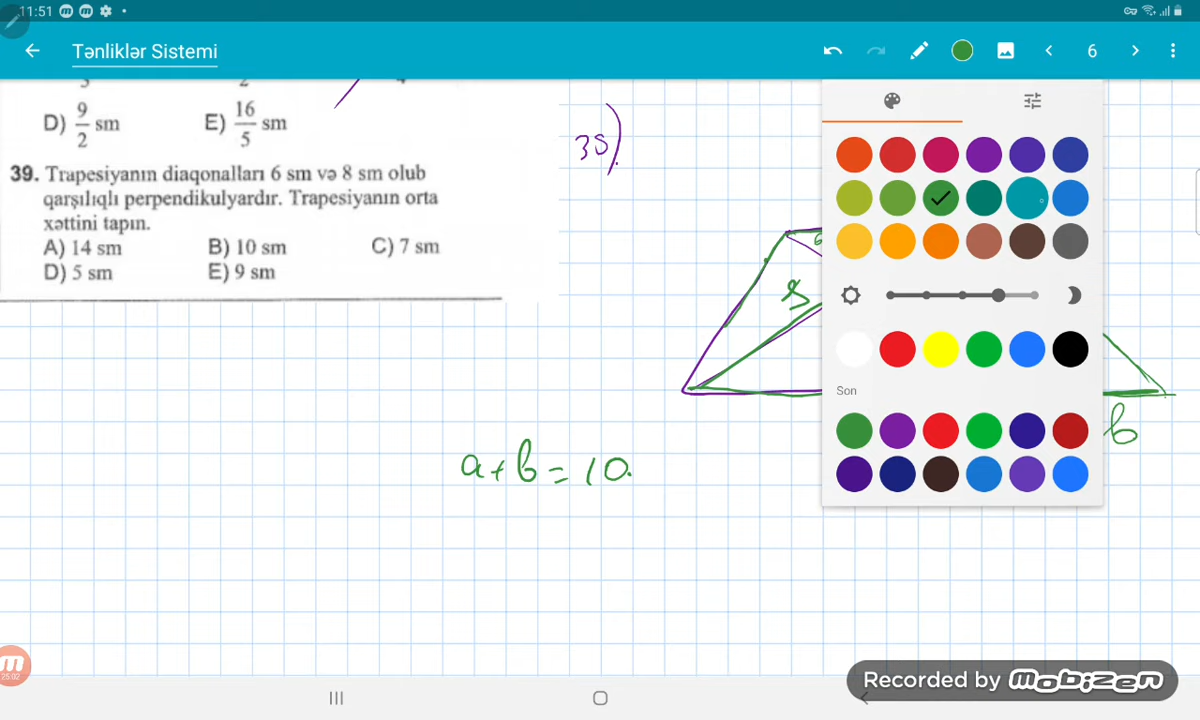 11:51
Tənliklər Sistemi
6
D) 9/2 sm E) 16/5 sm
39. Trapesiyanın diaqonalları 6 sm və 8 sm olub
qarşılıqlı perpendikulyardır. Trapesiyanın orta
xəttini tapın.
A) 14 sm B) 10 sm C) 7 sm
D) 5 sm E) 9 sm
8
Son
b
a+b=10.
25:02
Recorded by mobizen